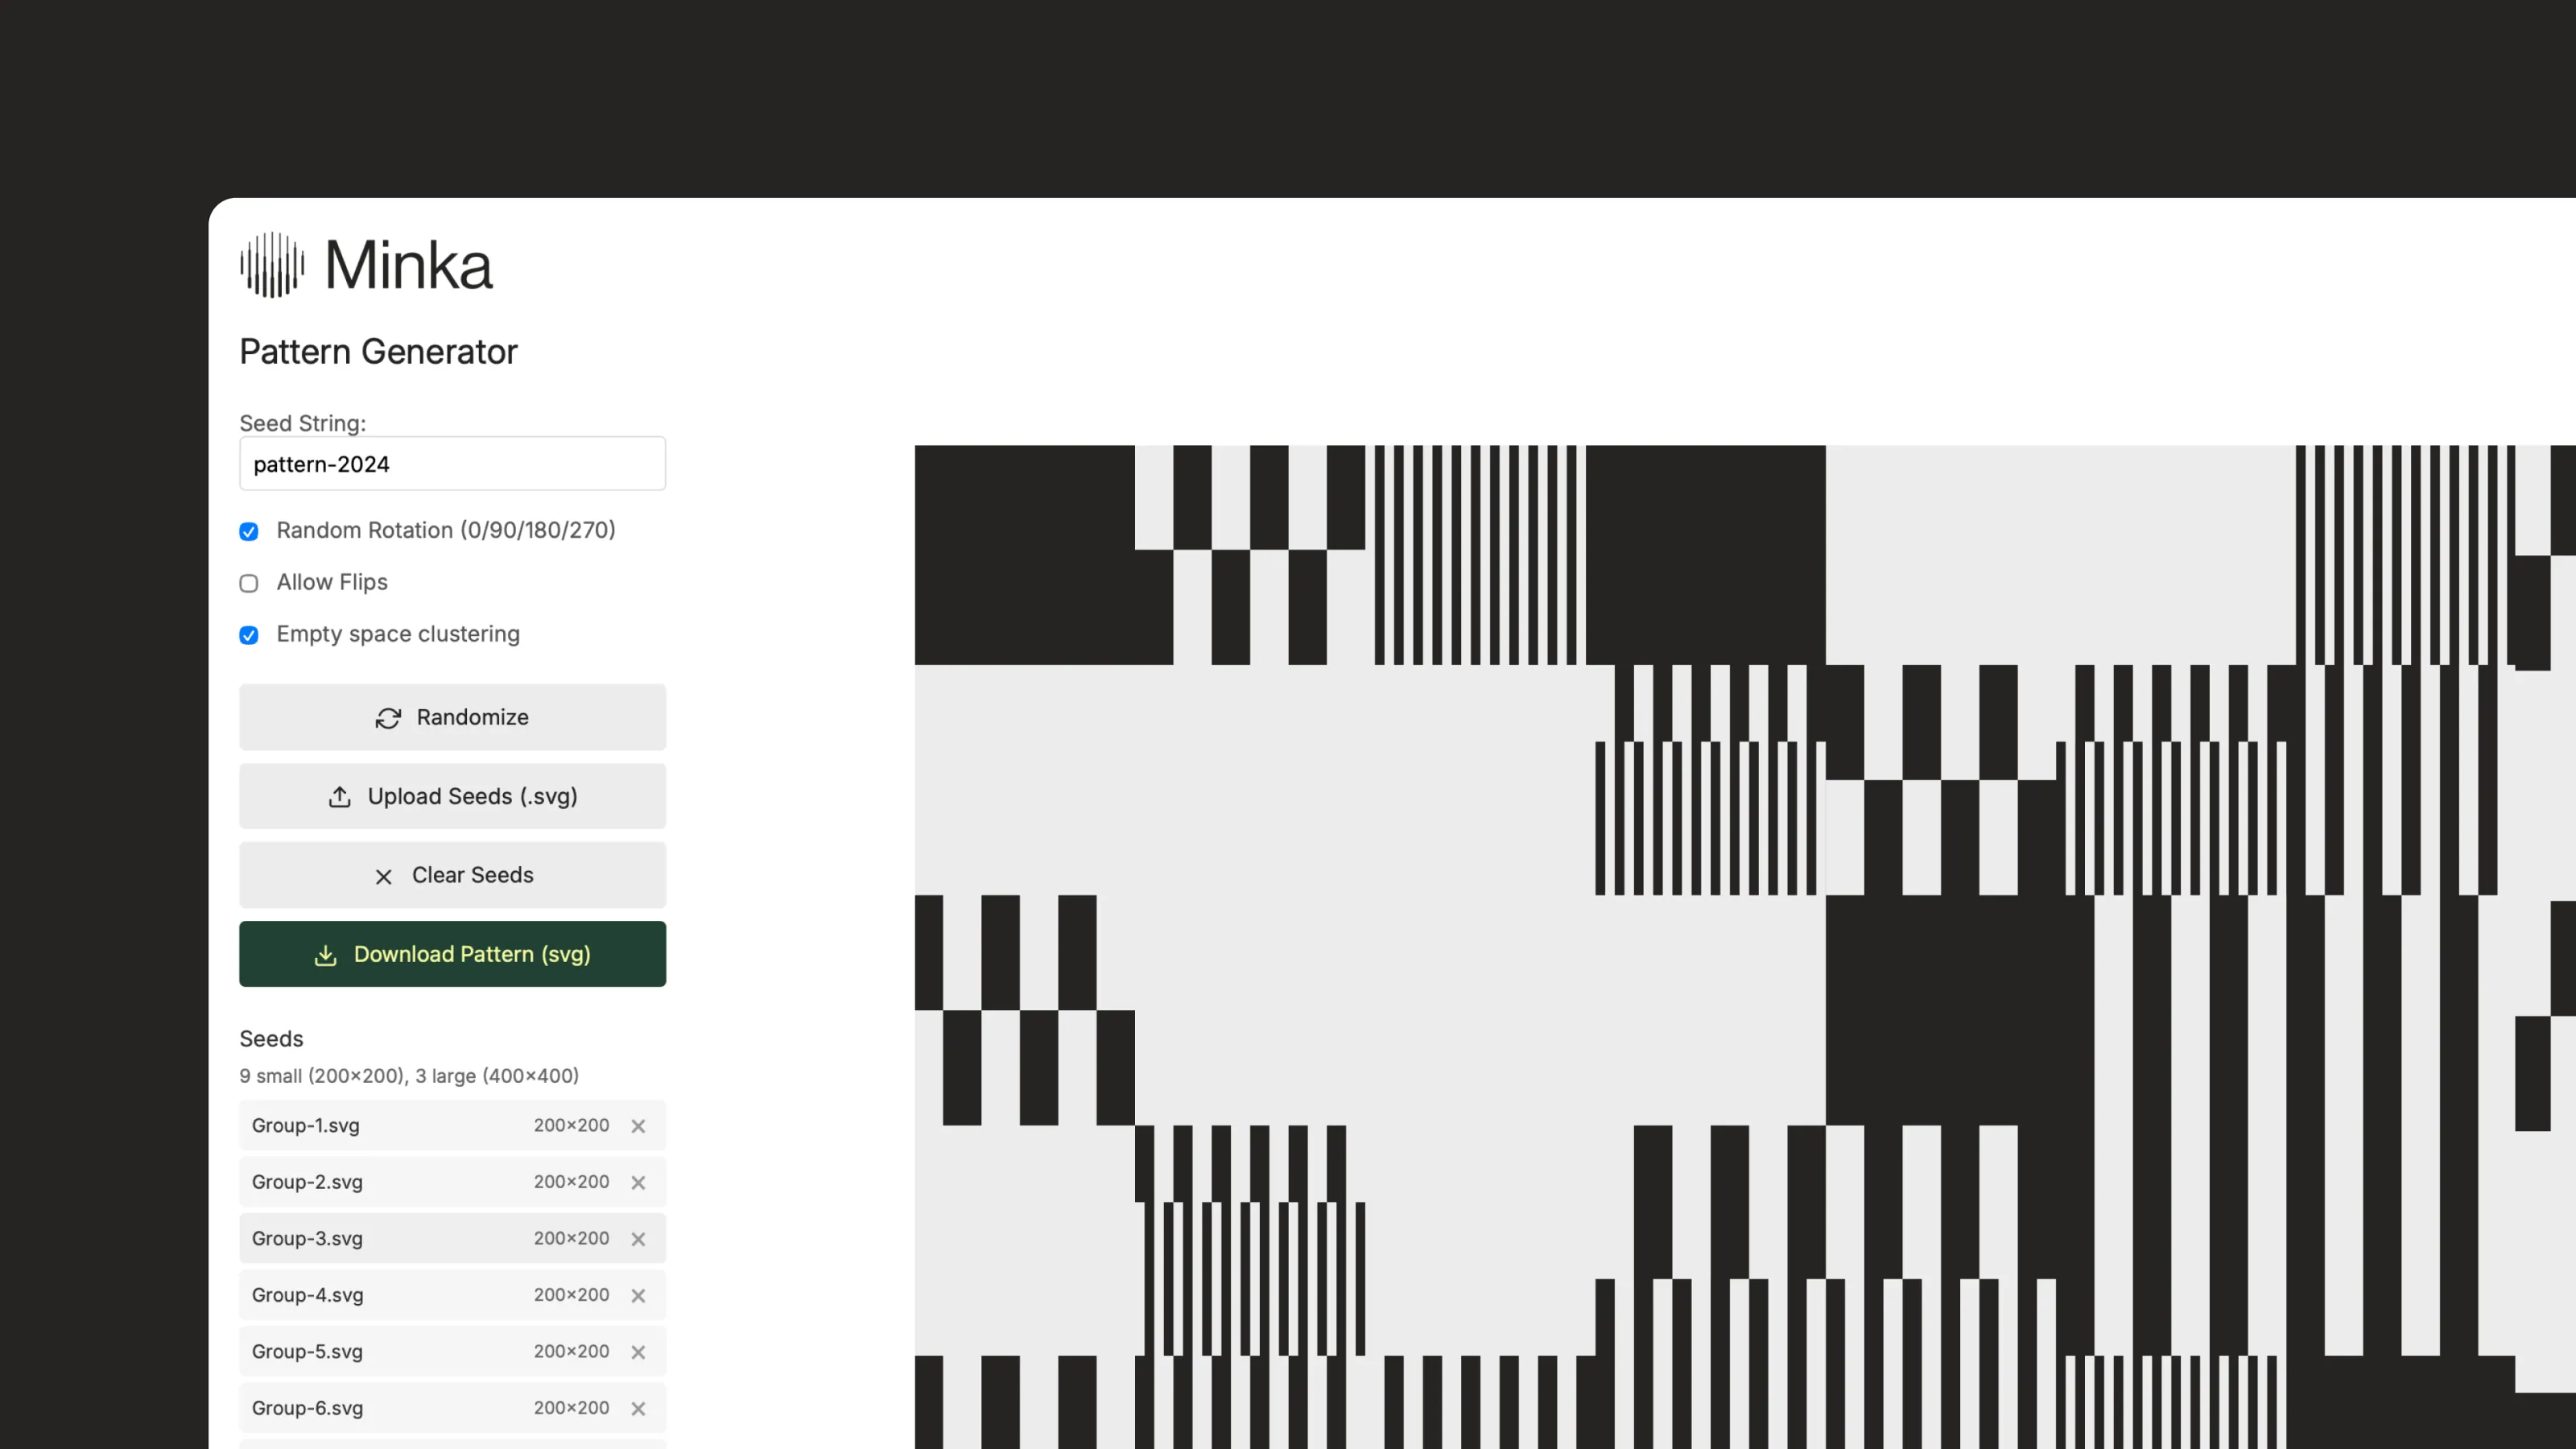 Minka
Pattern Generator
Seed String:
pattern-2024
Random Rotation (0/90/180/270)
Allow Flips
Empty space clustering
Randomize
Upload Seeds (.svg)
Clear Seeds
Download Pattern (svg)
Seeds
9 small (200×200), 3 large (400×400)
Group-1.svg 200×200
Group-2.svg 200×200
Group-3.svg 200×200
Group-4.svg 200×200
Group-5.svg 200×200
Group-6.svg 200×200